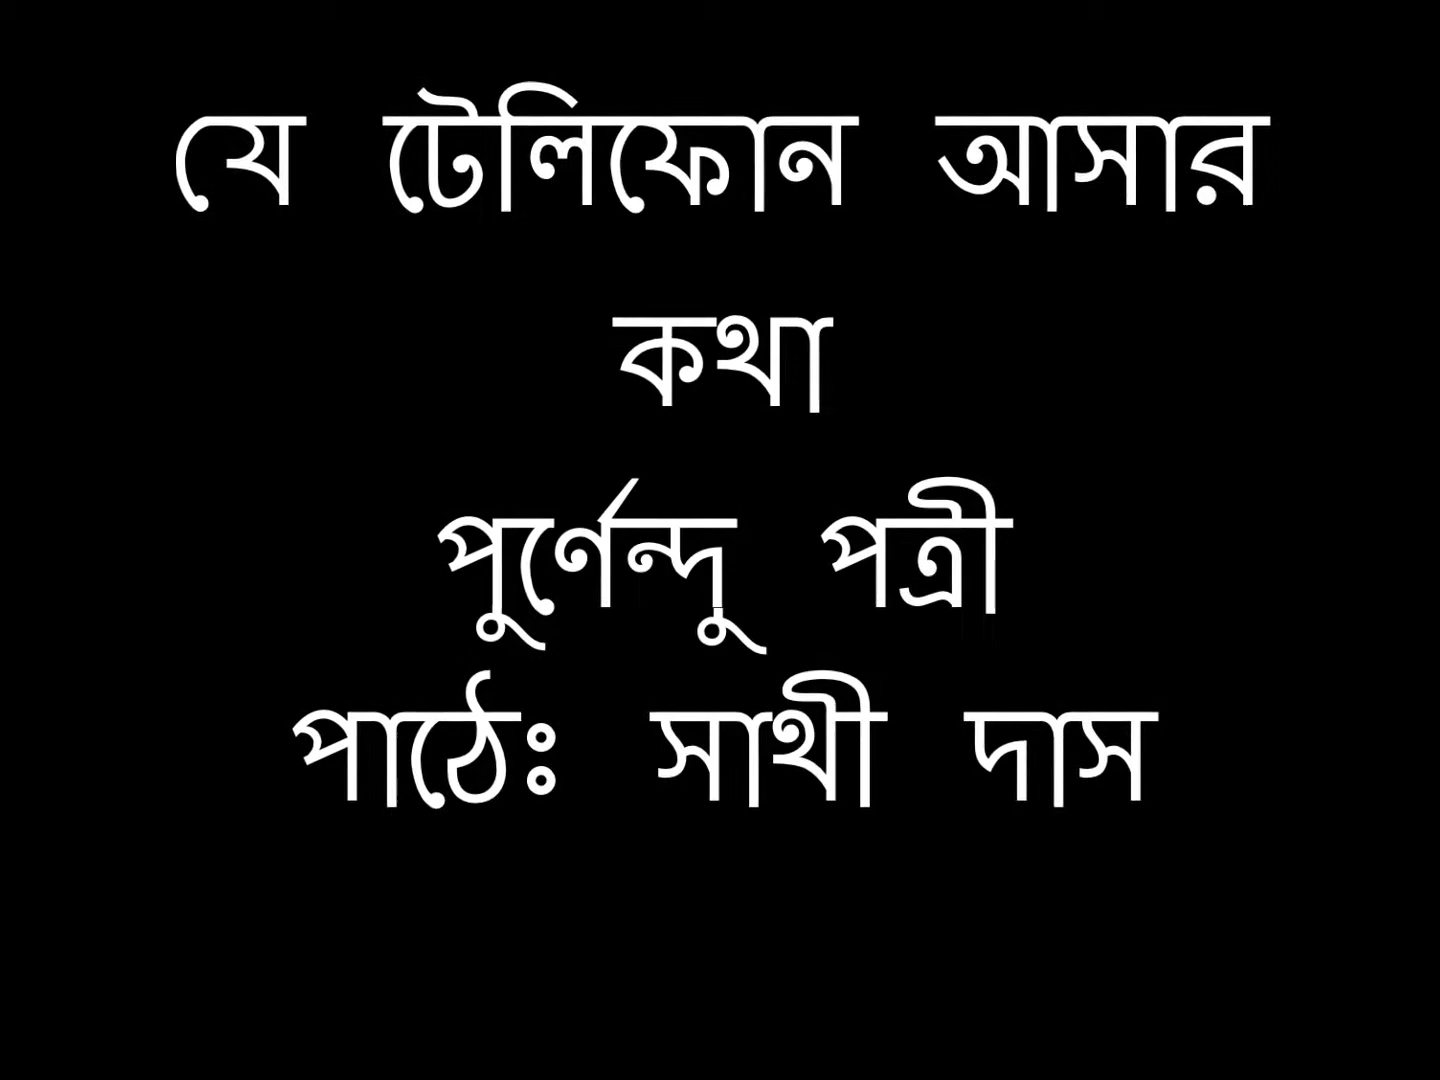 যে টেলিফোন আসার
কথা
পুর্ণেন্দু পত্রী
পাঠেঃ সাথী দাস